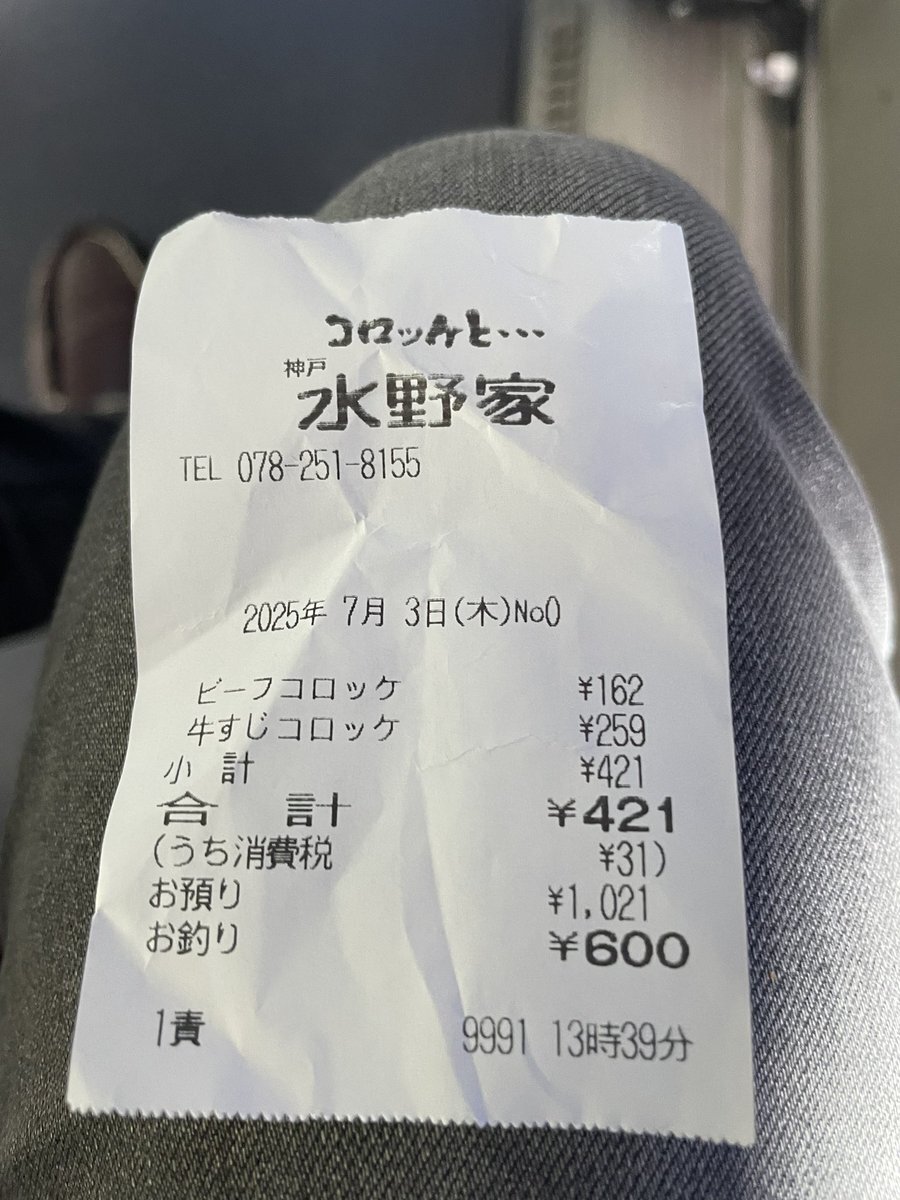 コロッケと･･･
神戸
水野家
TEL 078-251-8155
2025年 7月 3日(木)No0
ビーフコロッケ ¥162
牛すじコロッケ ¥259
小 計 ¥421
合 計 ¥421
(うち消費税 ¥31)
お預り ¥1,021
お釣り ¥600
1責 9991 13時39分